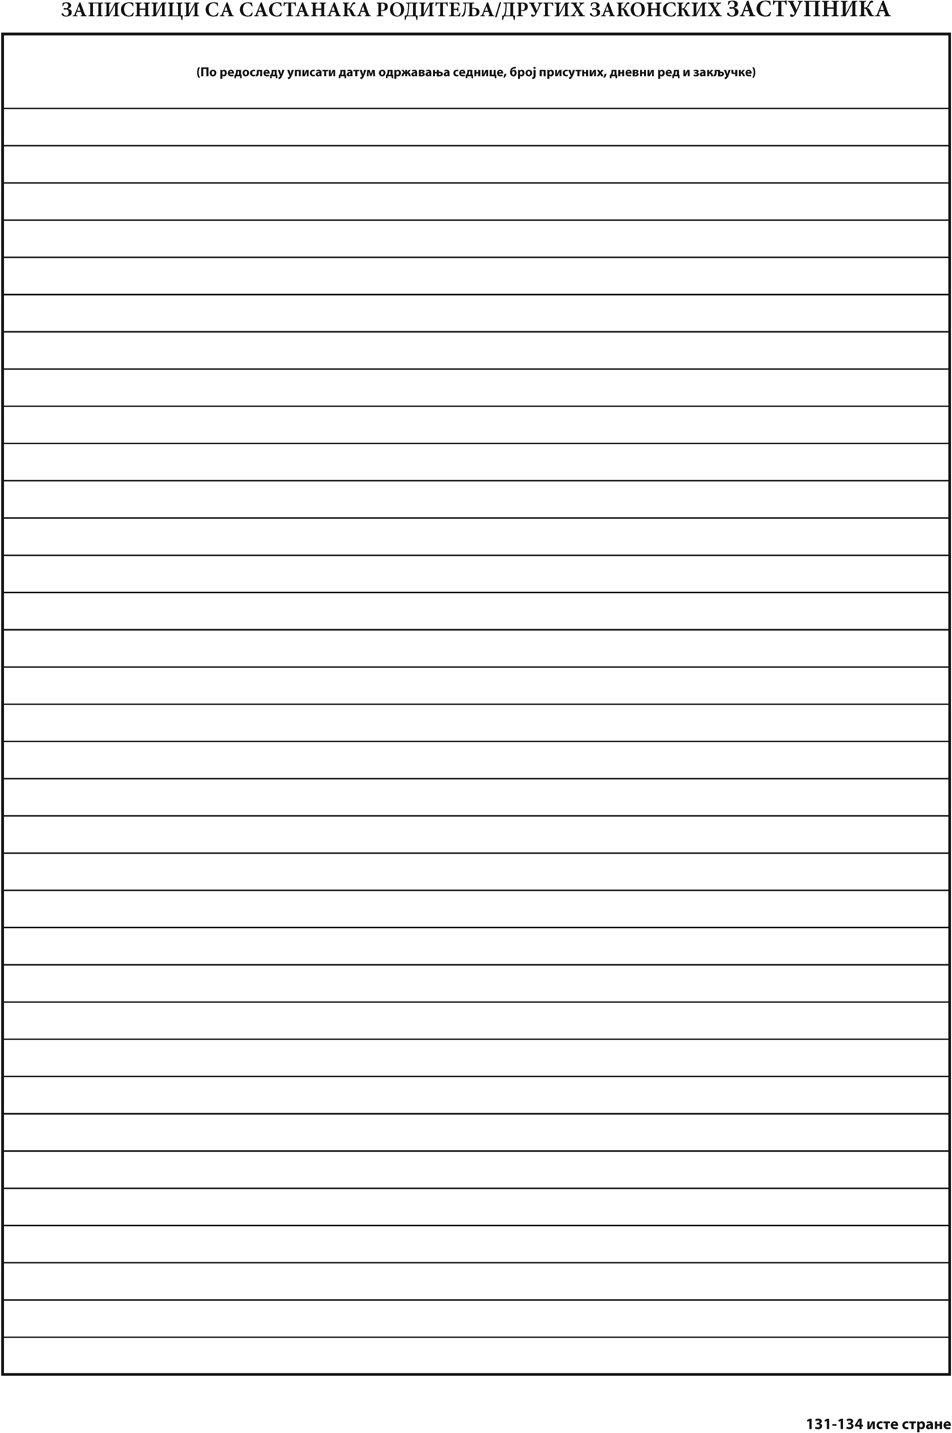 ЗАПИСНИЦИ СА САСТАНАКА РОДИТЕЉА/ДРУГИХ ЗАКОНСКИХ ЗАСТУПНИКА
(По редоследу уписати датум одржавања седнице, број присутних, дневни ред и закључке)
131-134 исте стране